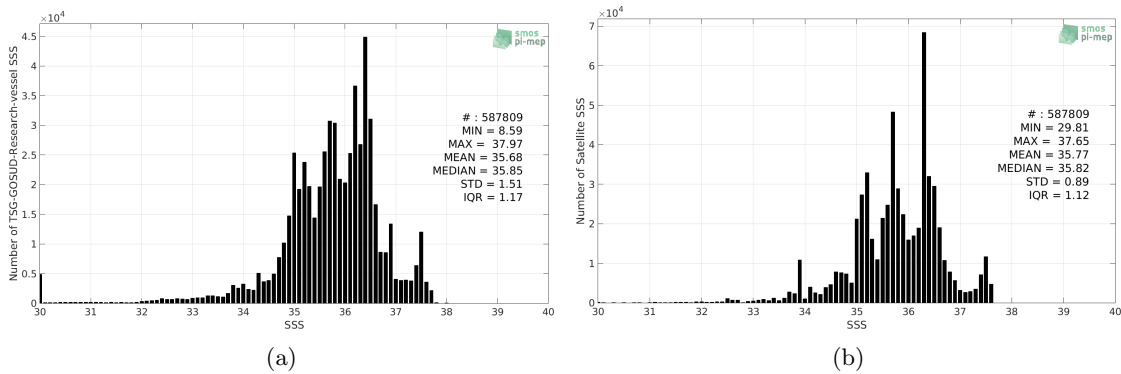 ×10⁴
4.5
4
3.5
3
2.5
2
1.5
1
0.5
0
Number of TSG-GOSUD-Research-vessel SSS
smos
pi-mep
# : 587809
MIN = 8.59
MAX = 37.97
MEAN = 35.68
MEDIAN = 35.85
STD = 1.51
IQR = 1.17
30 31 32 33 34 35 36 37 38 39 40
SSS
(a)
×10⁴
7
6
5
4
3
2
1
0
Number of Satellite SSS
smos
pi-mep
# : 587809
MIN = 29.81
MAX = 37.65
MEAN = 35.77
MEDIAN = 35.82
STD = 0.89
IQR = 1.12
30 31 32 33 34 35 36 37 38 39 40
SSS
(b)